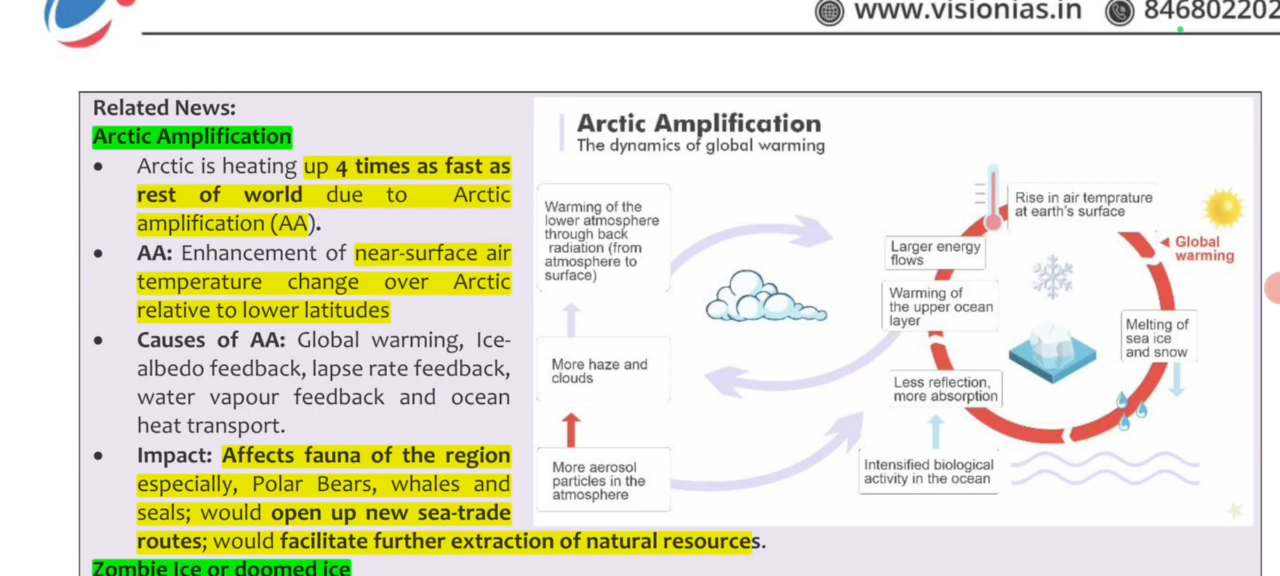 www.visionias.in 846802202
Related News:
Arctic Amplification
• Arctic is heating up 4 times as fast as
rest of world due to Arctic
amplification (AA).
• AA: Enhancement of near-surface air
temperature change over Arctic
relative to lower latitudes
• Causes of AA: Global warming, Ice-
albedo feedback, lapse rate feedback,
water vapour feedback and ocean
heat transport.
• Impact: Affects fauna of the region
especially, Polar Bears, whales and
seals; would open up new sea-trade
routes; would facilitate further extraction of natural resources.
Zombie Ice or doomed ice
Arctic Amplification
The dynamics of global warming
Warming of the
lower atmosphere
through back
radiation (from
atmosphere to
surface)
More haze and
clouds
More aerosol
particles in the
atmosphere
Rise in air temprature
at earth's surface
Global
warming
Larger energy
flows
Warming of
the upper ocean
layer
Melting of
sea ice
and snow
Less reflection,
more absorption
Intensified biological
activity in the ocean